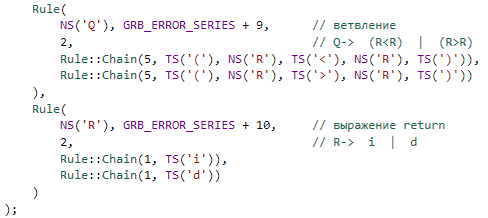 Rule(
NS('Q'), GRB_ERROR_SERIES + 9, // ветвление
2, // Q-> (R<R) | (R>R)
Rule::Chain(5, TS('('), NS('R'), TS('<'), NS('R'), TS(')')),
Rule::Chain(5, TS('('), NS('R'), TS('>'), NS('R'), TS(')'))
),
Rule(
NS('R'), GRB_ERROR_SERIES + 10, // выражение return
2, // R-> i | d
Rule::Chain(1, TS('i')),
Rule::Chain(1, TS('d'))
)
);